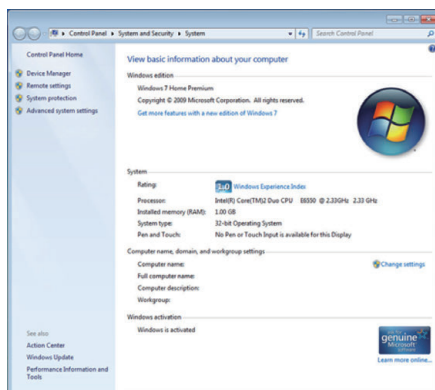 Control Panel ▸ System and Security ▸ System
Search Control Panel
Control Panel Home
Device Manager
Remote settings
System protection
Advanced system settings
See also
Action Center
Windows Update
Performance Information and
Tools
View basic information about your computer
Windows edition
Windows 7 Home Premium
Copyright © 2009 Microsoft Corporation. All rights reserved.
Get more features with a new edition of Windows 7
System
Rating: 1.0 Windows Experience Index
Processor: Intel(R) Core(TM)2 Duo CPU E6550 @ 2.33GHz 2.33 GHz
Installed memory (RAM): 1.00 GB
System type: 32-bit Operating System
Pen and Touch: No Pen or Touch Input is available for this Display
Computer name, domain, and workgroup settings
Computer name: Change settings
Full computer name:
Computer description:
Workgroup:
Windows activation
Windows is activated
genuine
Microsoft
software
Learn more online...